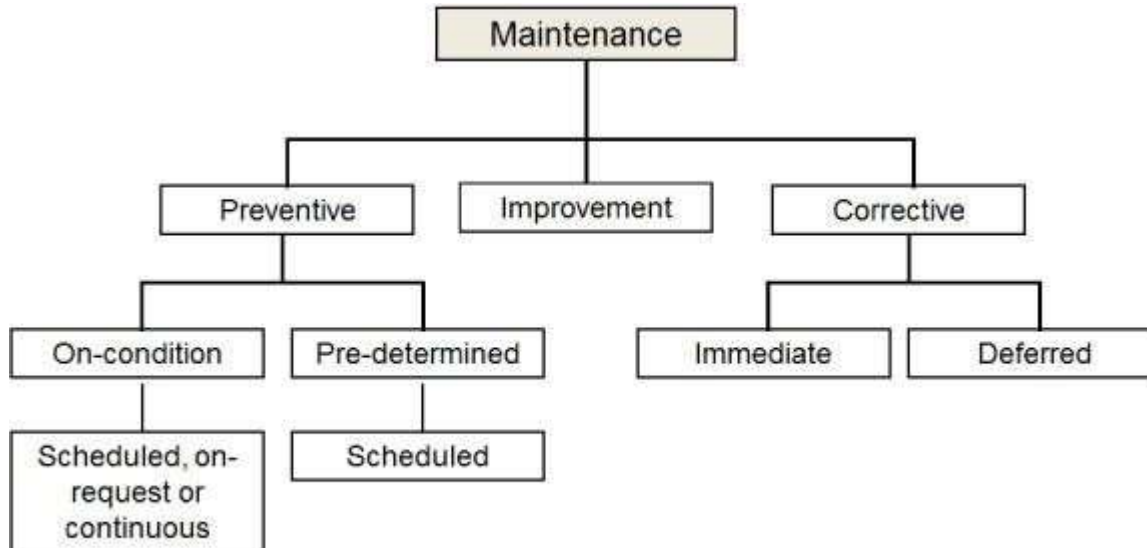 Maintenance
Preventive
Improvement
Corrective
On-condition
Pre-determined
Immediate
Deferred
Scheduled, on-
request or
continuous
Scheduled